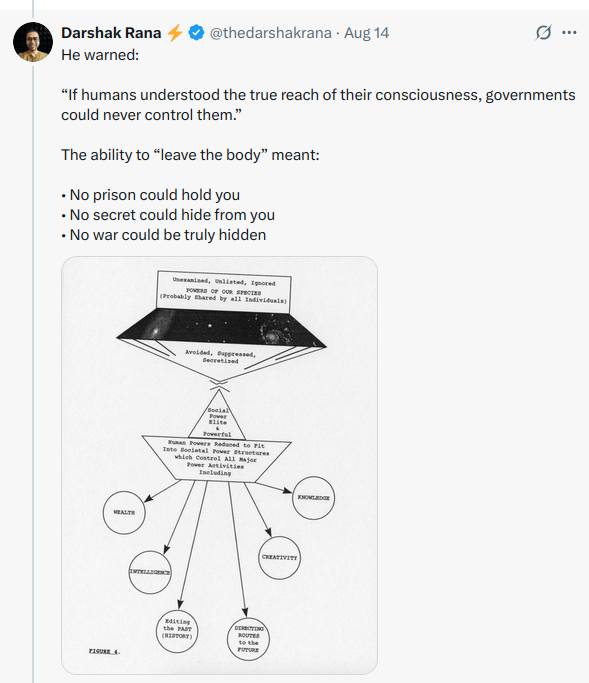 Darshak Rana⚡ @thedarshakrana · Aug 14
He warned:
“If humans understood the true reach of their consciousness, governments
could never control them.”
The ability to “leave the body” meant:
• No prison could hold you
• No secret could hide from you
• No war could be truly hidden
Unexamined, Unlisted, Ignored
POWERS OF OUR SPECIES
(Probably Shared by all Individuals)
Avoided, Suppressed,
Secretized
Social
Power
Elite
&
Powerful
Human Powers Reduced to Fit
Into Societal Power Structures
which Control All Major
Power Activities
Including
WEALTH
KNOWLEDGE
INTELLIGENCE
CREATIVITY
Editing
the PAST
(HISTORY)
DIRECTING
ROUTES
to the
FUTURE
FIGURE 4.